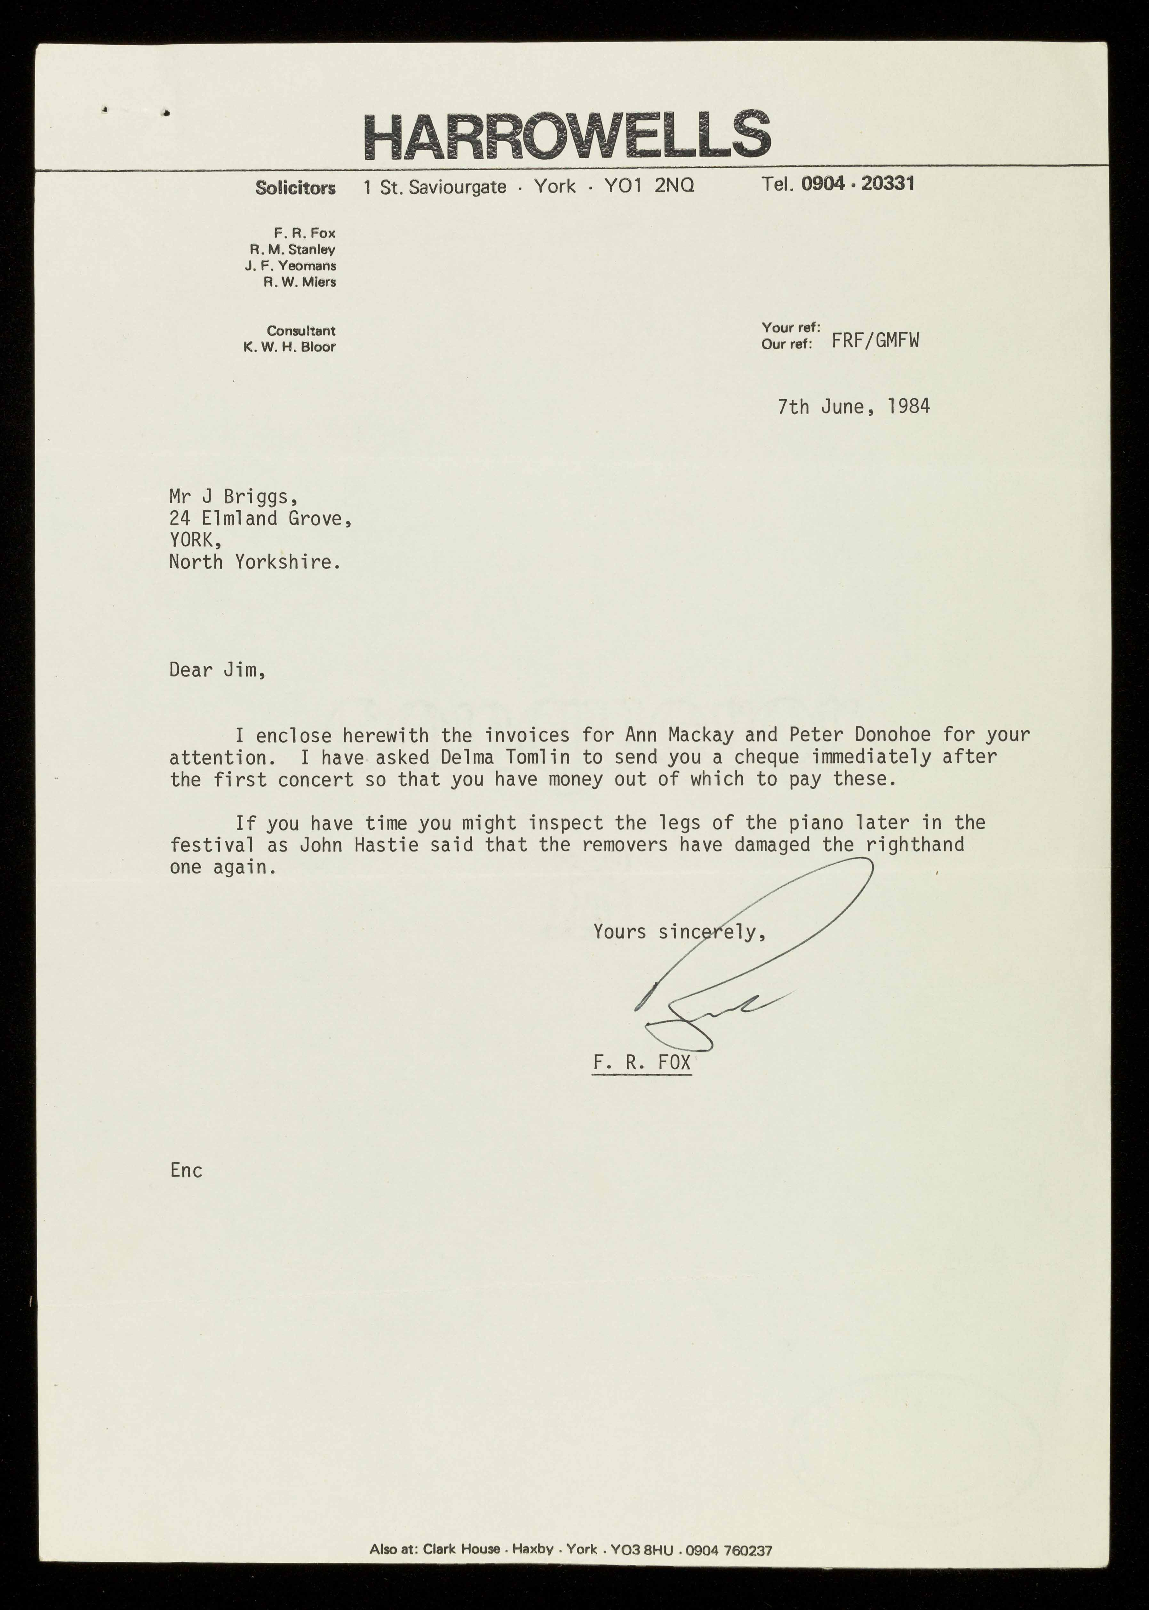 HARROWELLS
Solicitors 1 St. Saviourgate · York · YO1 2NQ Tel. 0904 · 20331
F. R. Fox
R. M. Stanley
J. F. Yeomans
R. W. Miers
Consultant
K. W. H. Bloor
Your ref:
Our ref: FRF/GMFW
7th June, 1984
Mr J Briggs,
24 Elmland Grove,
YORK,
North Yorkshire.
Dear Jim,
I enclose herewith the invoices for Ann Mackay and Peter Donohoe for your
attention. I have asked Delma Tomlin to send you a cheque immediately after
the first concert so that you have money out of which to pay these.
If you have time you might inspect the legs of the piano later in the
festival as John Hastie said that the removers have damaged the righthand
one again.
Yours sincerely,
F. R. FOX
Enc
Also at: Clark House · Haxby · York · YO3 8HU · 0904 760237